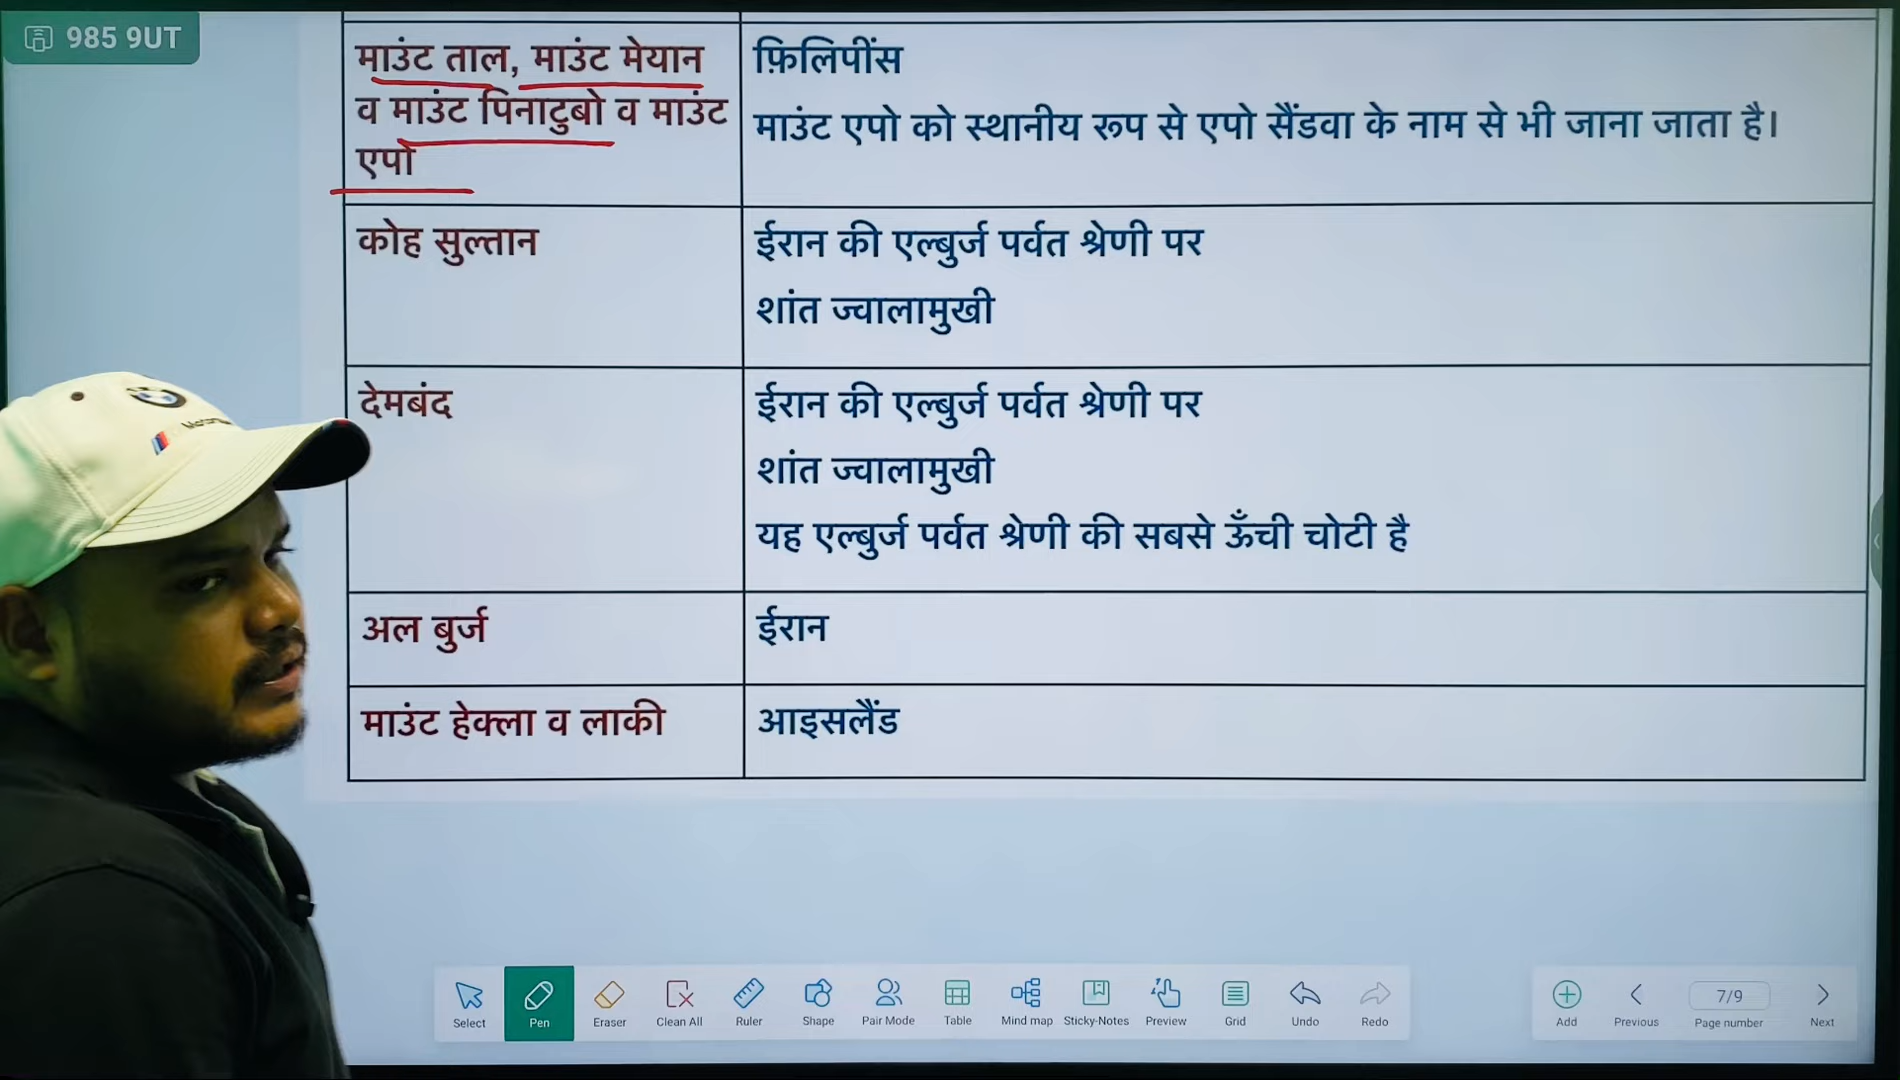 985 9UT
माउंट ताल, माउंट मेयान
व माउंट पिनाटुबो व माउंट
एपो
फ़िलिपींस
माउंट एपो को स्थानीय रूप से एपो सैंडवा के नाम से भी जाना जाता है।
कोह सुल्तान
ईरान की एल्बुर्ज पर्वत श्रेणी पर
शांत ज्वालामुखी
देमबंद
ईरान की एल्बुर्ज पर्वत श्रेणी पर
शांत ज्वालामुखी
यह एल्बुर्ज पर्वत श्रेणी की सबसे ऊँची चोटी है
अल बुर्ज
ईरान
माउंट हेक्ला व लाकी
आइसलैंड
Select Pen Eraser Clean All Ruler Shape Pair Mode Table Mind map Sticky-Notes Preview Grid Undo Redo
7/9
Add Previous Page number Next